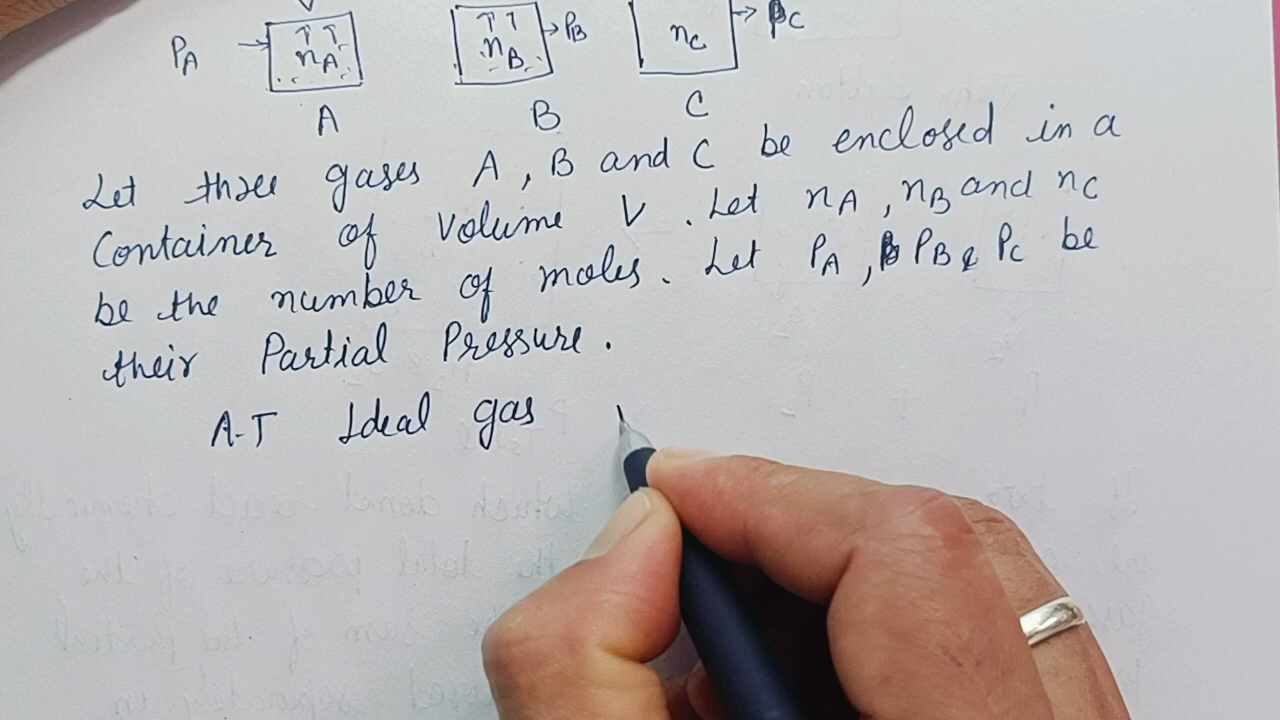 V
PA nA nB PB nC PC
A B C
Let three gases A, B and C be enclosed in a
Container of Volume V. Let nA, nB and nC
be the number of moles. Let PA, PB & PC be
their Partial Pressure.
A.T Ideal gas